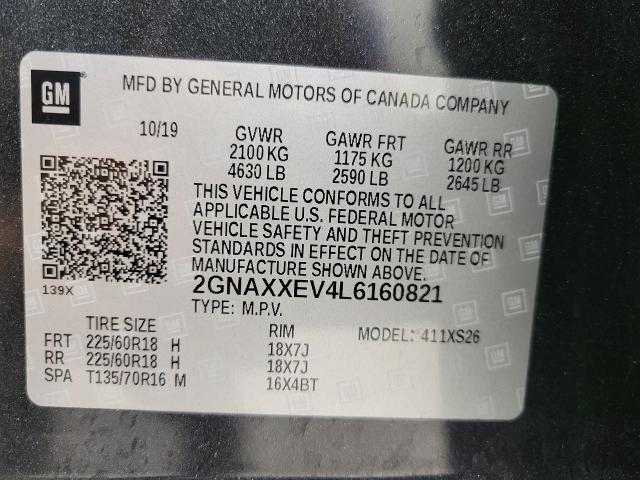 GM
MFD BY GENERAL MOTORS OF CANADA COMPANY
10/19
GVWR GAWR FRT GAWR RR
2100 KG 1175 KG 1200 KG
4630 LB 2590 LB 2645 LB
THIS VEHICLE CONFORMS TO ALL
APPLICABLE U.S. FEDERAL MOTOR
VEHICLE SAFETY AND THEFT PREVENTION
STANDARDS IN EFFECT ON THE DATE OF
MANUFACTURE SHOWN ABOVE.
139X
2GNAXXEV4L6160821
TYPE: M.P.V.
TIRE SIZE RIM MODEL: 411XS26
FRT 225/60R18 H 18X7J
RR 225/60R18 H 18X7J
SPA T135/70R16 M 16X4BT